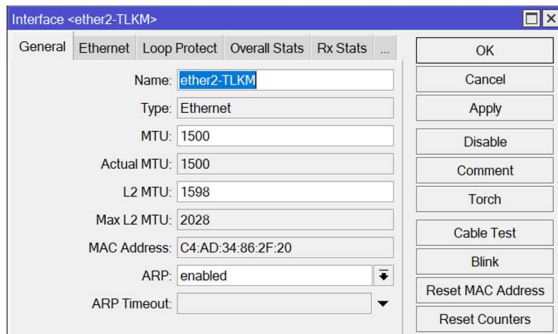 Interface <ether2-TLKM>
General Ethernet Loop Protect Overall Stats Rx Stats ...
Name: ether2-TLKM
Type: Ethernet
MTU: 1500
Actual MTU: 1500
L2 MTU: 1598
Max L2 MTU: 2028
MAC Address: C4:AD:34:86:2F:20
ARP: enabled
ARP Timeout:
OK
Cancel
Apply
Disable
Comment
Torch
Cable Test
Blink
Reset MAC Address
Reset Counters